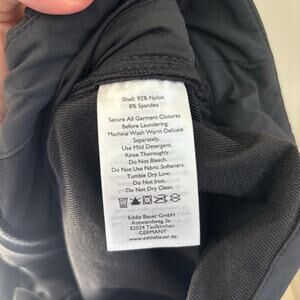 Shell: 92% Nylon
8% Spandex
Secure All Garment Closures
Before Laundering.
Machine Wash Warm Delicate
Separately.
Use Mild Detergent.
Rinse Thoroughly.
Do Not Bleach.
Do Not Use Fabric Softeners.
Tumble Dry Low.
Do Not Iron.
Do Not Dry Clean.
Eddie Bauer GmbH
82024 Taufkirchen
GERMANY
www.eddiebauer.de